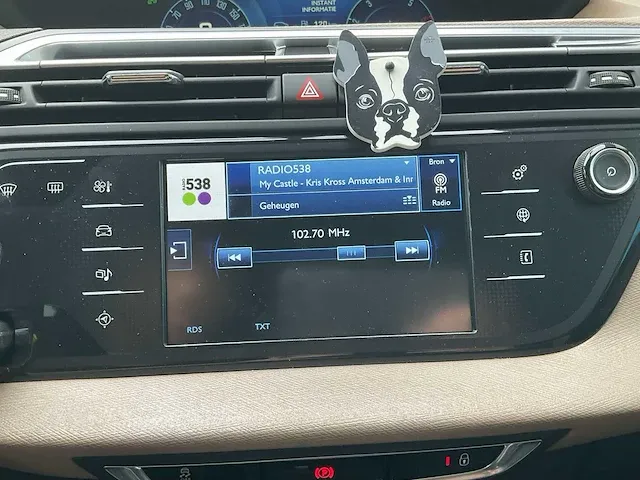 INSTANT
INFORMATIE
120
538
RADIO538
My Castle - Kris Kross Amsterdam & Inr
Geheugen
Bron
FM
Radio
102.70 MHz
RDS
TXT